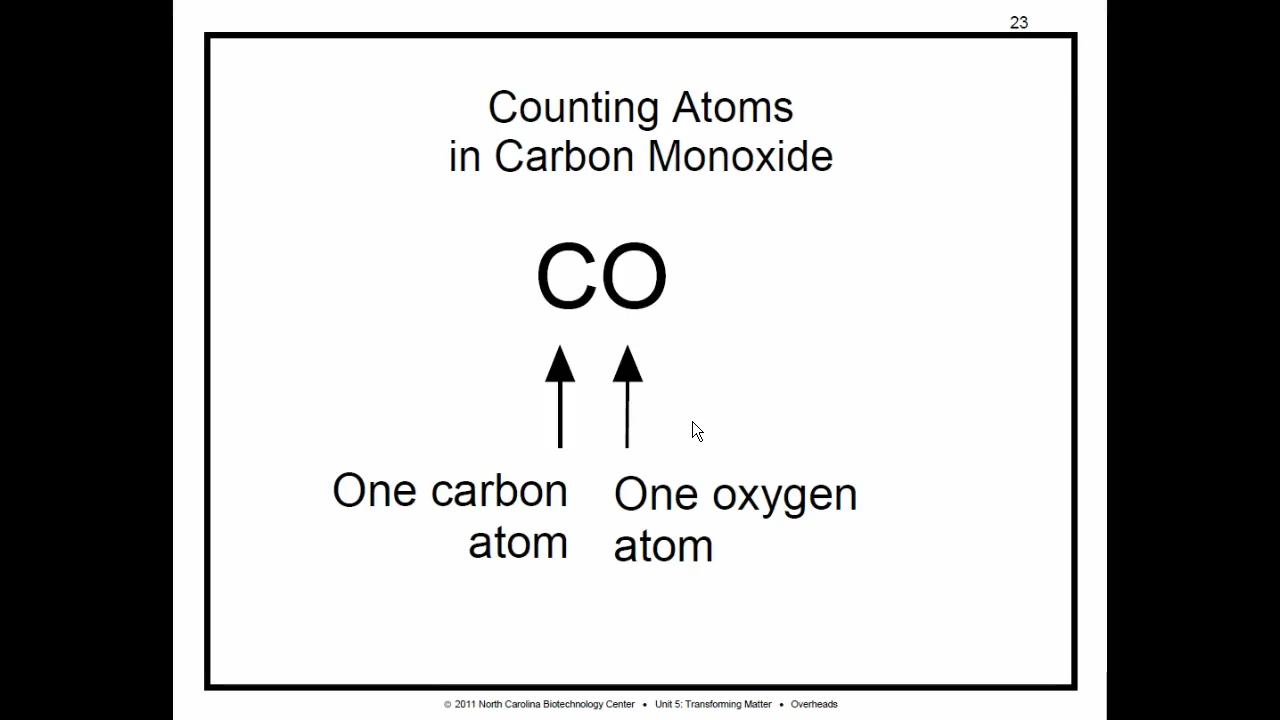 23
Counting Atoms
in Carbon Monoxide
CO
One carbon
atom
One oxygen
atom
© 2011 North Carolina Biotechnology Center • Unit 5: Transforming Matter • Overheads